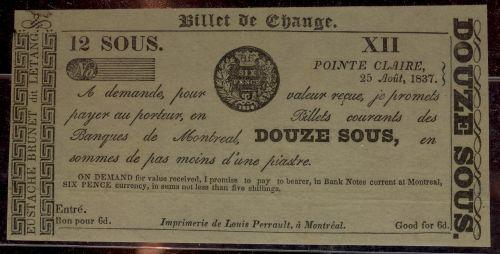 Billet de Change.
12 SOUS.
XII
No
POINTE CLAIRE,
25 Août, 1837.
SIX
PENCE
A demande, pour valeur reçue, je promets
payer au porteur, en Billets courants des
Banques de Montreal, DOUZE SOUS, en
sommes de pas moins d'une piastre.
ON DEMAND for value received, I promise to pay to bearer, in Bank Notes current at Montreal,
SIX PENCE currency, in sums not less than five shillings.
Entré.
Bon pour 6d.
Imprimerie de Louis Perrault, à Montréal.
Good for 6d.
EUSTACHE BRUNET dit LETANG.
DOUZE SOUS.